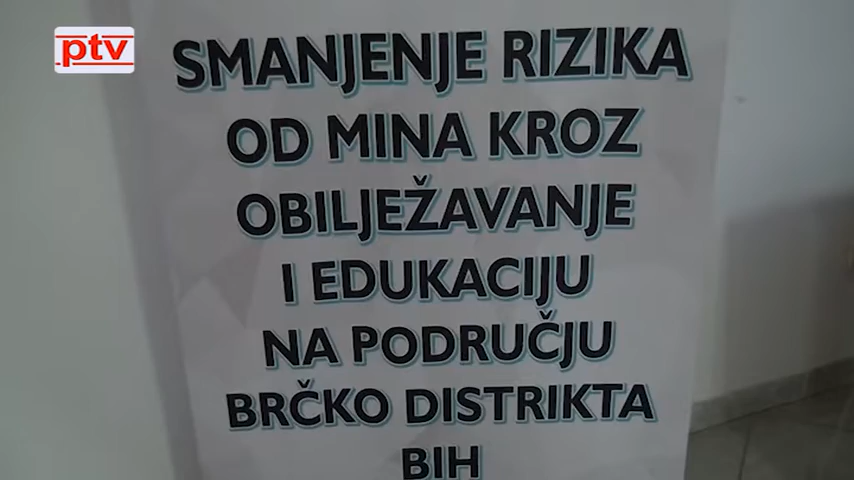 ptv
SMANJENJE RIZIKA
OD MINA KROZ
OBILJEŽAVANJE
I EDUKACIJU
NA PODRUČJU
BRČKO DISTRIKTA
BIH